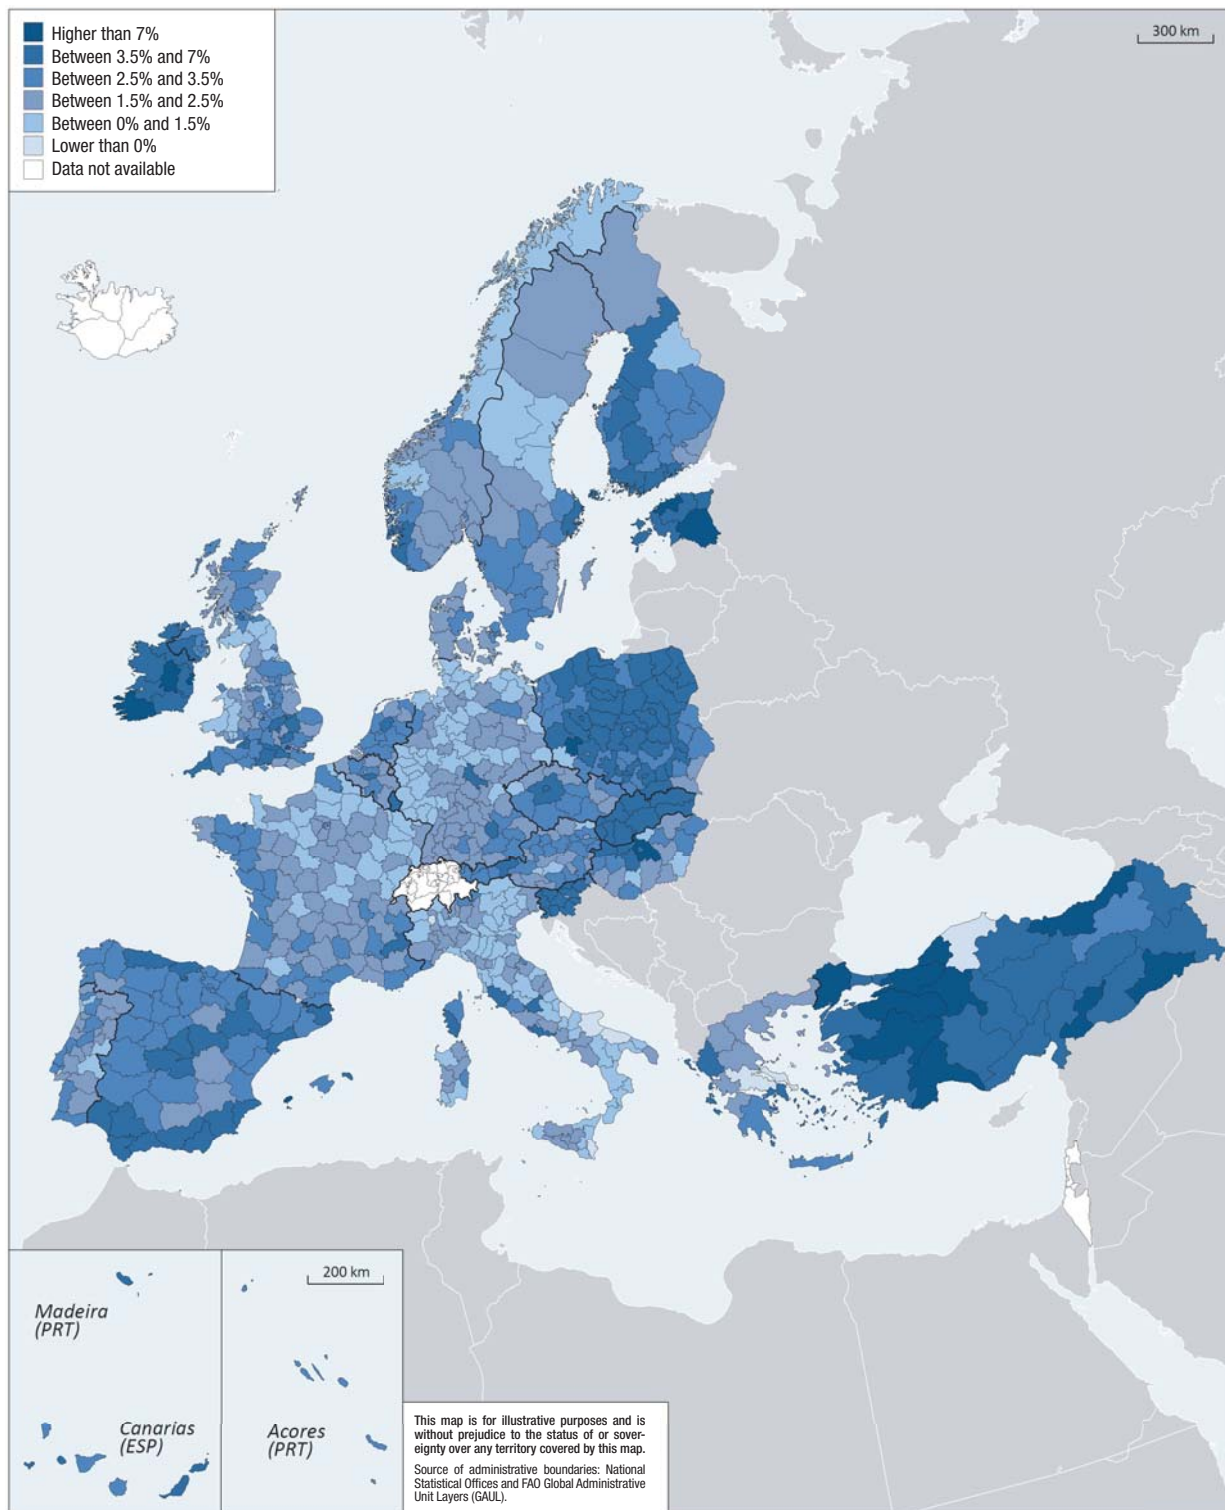 Higher than 7%
Between 3.5% and 7%
Between 2.5% and 3.5%
Between 1.5% and 2.5%
Between 0% and 1.5%
Lower than 0%
Data not available
300 km
200 km
Madeira
(PRT)
Canarias
(ESP)
Acores
(PRT)
This map is for illustrative purposes and is
without prejudice to the status of or sover-
eignty over any territory covered by this map.
Source of administrative boundaries: National
Statistical Offices and FAO Global Administrative
Unit Layers (GAUL).